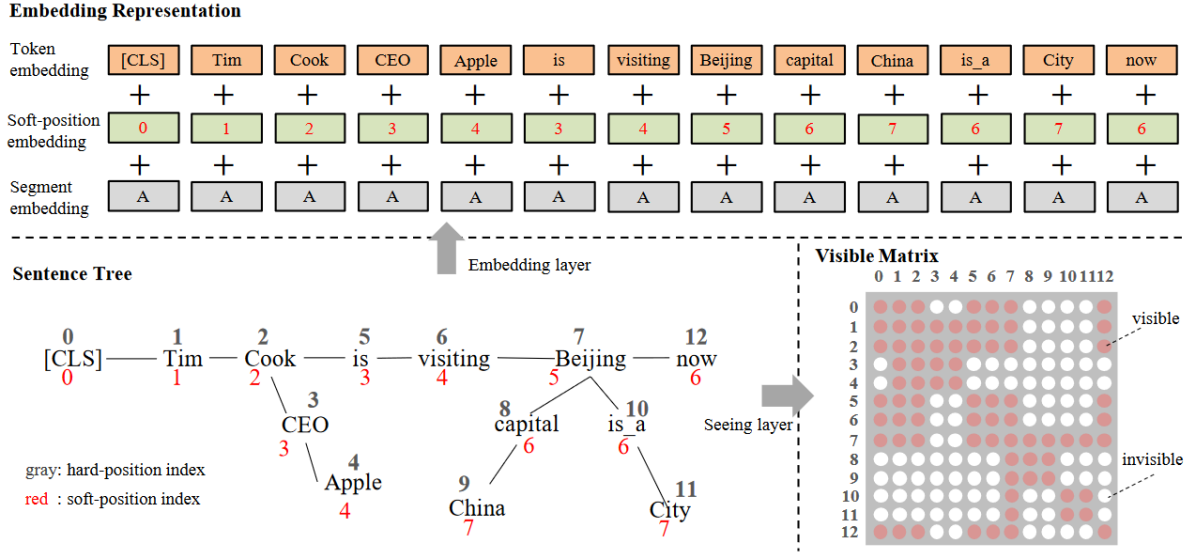 Embedding Representation
Token embedding [CLS] Tim Cook CEO Apple is visiting Beijing capital China is_a City now
+ + + + + + + + + + + + +
Soft-position embedding 0 1 2 3 4 3 4 5 6 7 6 7 6
+ + + + + + + + + + + + +
Segment embedding A A A A A A A A A A A A A
Embedding layer
Sentence Tree
0 1 2 5 6 7 12
[CLS] Tim Cook is visiting Beijing now
0 1 2 3 4 5 6
3 8 10
CEO capital is_a
3 6 6
4 9 11
Apple China City
4 7 7
gray: hard-position index
red : soft-position index
Seeing layer
Visible Matrix
0 1 2 3 4 5 6 7 8 9 10 11 12
0
1
2
3
4
5
6
7
8
9
10
11
12
visible
invisible